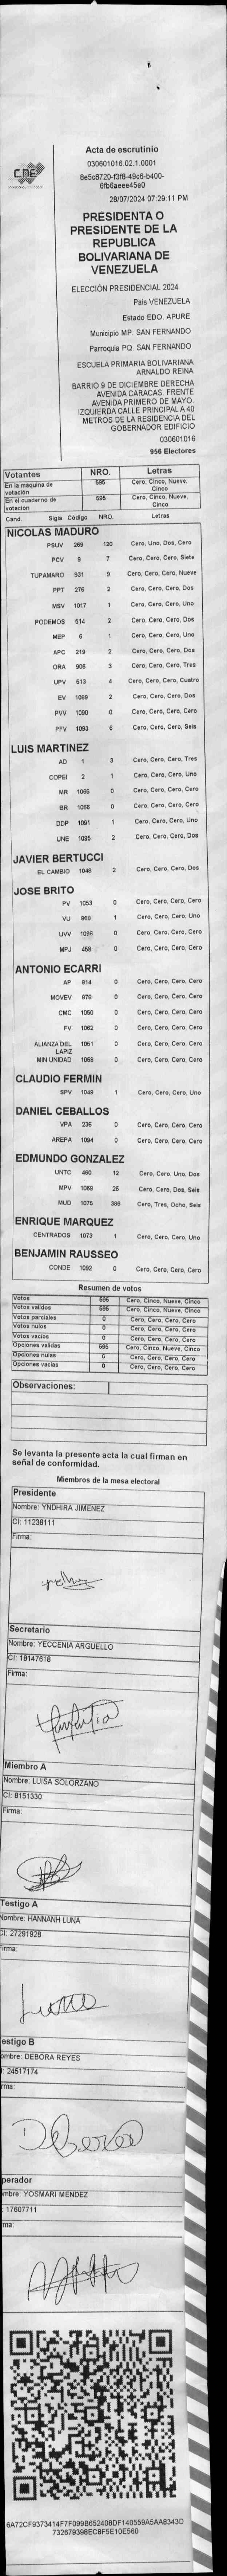 CNE
Acta de escrutinio
030601016.02.1.0001
8e5c8720-f3f8-49c6-b400-
6fb6aeee45e0
28/07/2024 07:29:11 PM
PRESIDENTA O
PRESIDENTE DE LA
REPUBLICA
BOLIVARIANA DE
VENEZUELA
ELECCIÓN PRESIDENCIAL 2024
País VENEZUELA
Estado EDO. APURE
Municipio MP. SAN FERNANDO
Parroquia PQ. SAN FERNANDO
ESCUELA PRIMARIA BOLIVARIANA
ARNALDO REINA
BARRIO 9 DE DICIEMBRE DERECHA
AVENIDA CARACAS. FRENTE
AVENIDA PRIMERO DE MAYO.
IZQUIERDA CALLE PRINCIPAL A 40
METROS DE LA RESIDENCIA DEL
GOBERNADOR EDIFICIO
030601016
956 Electores
Votantes NRO. Letras
En la máquina de votación 595 Cero, Cinco, Nueve, Cinco
En el cuaderno de votación 595 Cero, Cinco, Nueve, Cinco
Cand. Sigla Código NRO. Letras
NICOLAS MADURO
PSUV 269 120 Cero, Uno, Dos, Cero
PCV 9 7 Cero, Cero, Cero, Siete
TUPAMARO 931 9 Cero, Cero, Cero, Nueve
PPT 276 2 Cero, Cero, Cero, Dos
MSV 1017 1 Cero, Cero, Cero, Uno
PODEMOS 514 2 Cero, Cero, Cero, Dos
MEP 6 1 Cero, Cero, Cero, Uno
APC 219 2 Cero, Cero, Cero, Dos
ORA 906 3 Cero, Cero, Cero, Tres
UPV 513 4 Cero, Cero, Cero, Cuatro
EV 1089 2 Cero, Cero, Cero, Dos
PVV 1090 0 Cero, Cero, Cero, Cero
PFV 1093 6 Cero, Cero, Cero, Seis
LUIS MARTINEZ
AD 1 3 Cero, Cero, Cero, Tres
COPEI 2 1 Cero, Cero, Cero, Uno
MR 1065 0 Cero, Cero, Cero, Cero
BR 1066 0 Cero, Cero, Cero, Cero
DDP 1091 1 Cero, Cero, Cero, Uno
UNE 1095 2 Cero, Cero, Cero, Dos
JAVIER BERTUCCI
EL CAMBIO 1048 2 Cero, Cero, Cero, Dos
JOSE BRITO
PV 1053 0 Cero, Cero, Cero, Cero
VU 868 1 Cero, Cero, Cero, Uno
UVV 1096 0 Cero, Cero, Cero, Cero
MPJ 458 0 Cero, Cero, Cero, Cero
ANTONIO ECARRI
AP 814 0 Cero, Cero, Cero, Cero
MOVEV 878 0 Cero, Cero, Cero, Cero
CMC 1050 0 Cero, Cero, Cero, Cero
FV 1062 0 Cero, Cero, Cero, Cero
ALIANZA DEL LAPIZ 1051 0 Cero, Cero, Cero, Cero
MIN UNIDAD 1068 0 Cero, Cero, Cero, Cero
CLAUDIO FERMIN
SPV 1049 1 Cero, Cero, Cero, Uno
DANIEL CEBALLOS
VPA 236 0 Cero, Cero, Cero, Cero
AREPA 1094 0 Cero, Cero, Cero, Cero
EDMUNDO GONZALEZ
UNTC 460 12 Cero, Cero, Uno, Dos
MPV 1069 26 Cero, Cero, Dos, Seis
MUD 1075 386 Cero, Tres, Ocho, Seis
ENRIQUE MARQUEZ
CENTRADOS 1073 1 Cero, Cero, Cero, Uno
BENJAMIN RAUSSEO
CONDE 1092 0 Cero, Cero, Cero, Cero
Resumen de votos
Votos 595 Cero, Cinco, Nueve, Cinco
Votos validos 595 Cero, Cinco, Nueve, Cinco
Votos parciales 0 Cero, Cero, Cero, Cero
Votos nulos 0 Cero, Cero, Cero, Cero
Votos vacios 0 Cero, Cero, Cero, Cero
Opciones validas 595 Cero, Cinco, Nueve, Cinco
Opciones nulas 0 Cero, Cero, Cero, Cero
Opciones vacias 0 Cero, Cero, Cero, Cero
Observaciones:
Se levanta la presente acta la cual firman en
señal de conformidad.
Miembros de la mesa electoral
Presidente
Nombre: YNDHIRA JIMENEZ
CI: 11238111
Firma:
Secretario
Nombre: YECCENIA ARGUELLO
CI: 18147618
Firma:
Miembro A
Nombre: LUISA SOLORZANO
CI: 8151330
Firma:
Testigo A
Nombre: HANNANH LUNA
CI: 27291928
irma:
estigo B
ombre: DEBORA REYES
: 24517174
rma:
perador
mbre: YOSMARI MENDEZ
: 17607711
ma:
6A72CF9373414F7F099B652408DF140559A5AAB343D
732679398EC8F5E10E560